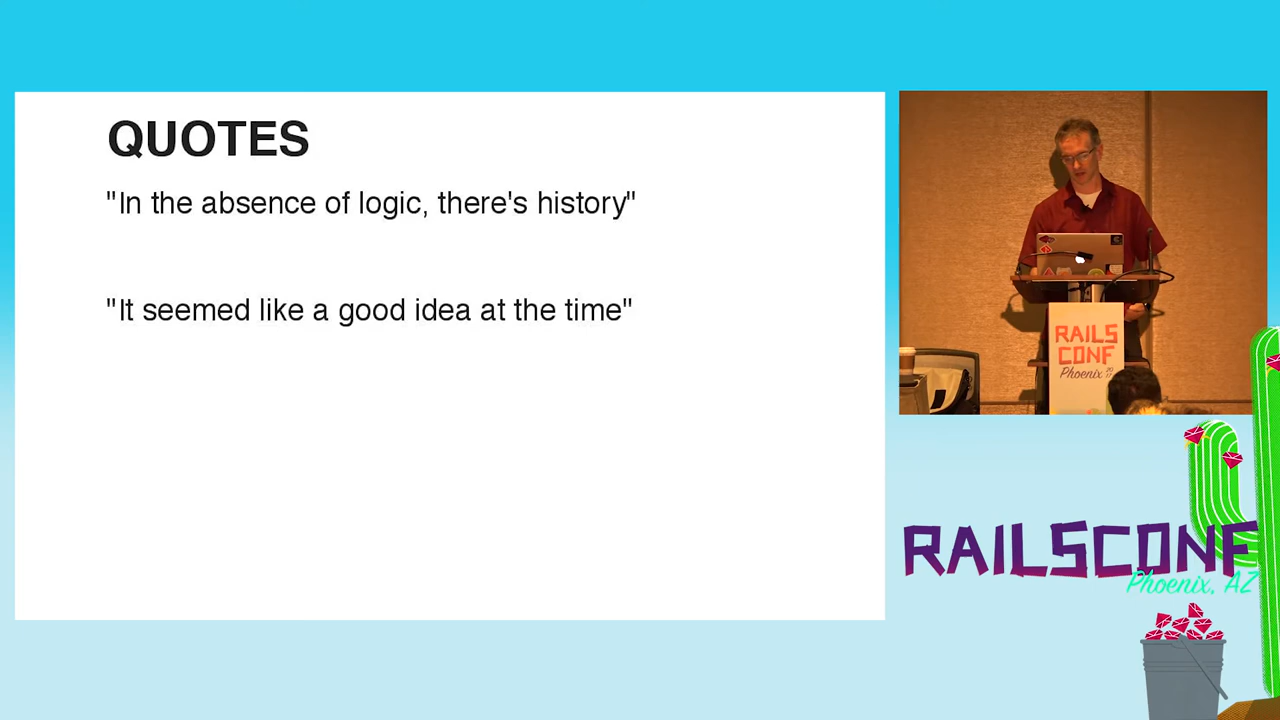 QUOTES
"In the absence of logic, there's history"
"It seemed like a good idea at the time"
RAILS
CONF
Phoenix
RAILSCONF
Phoenix, AZ